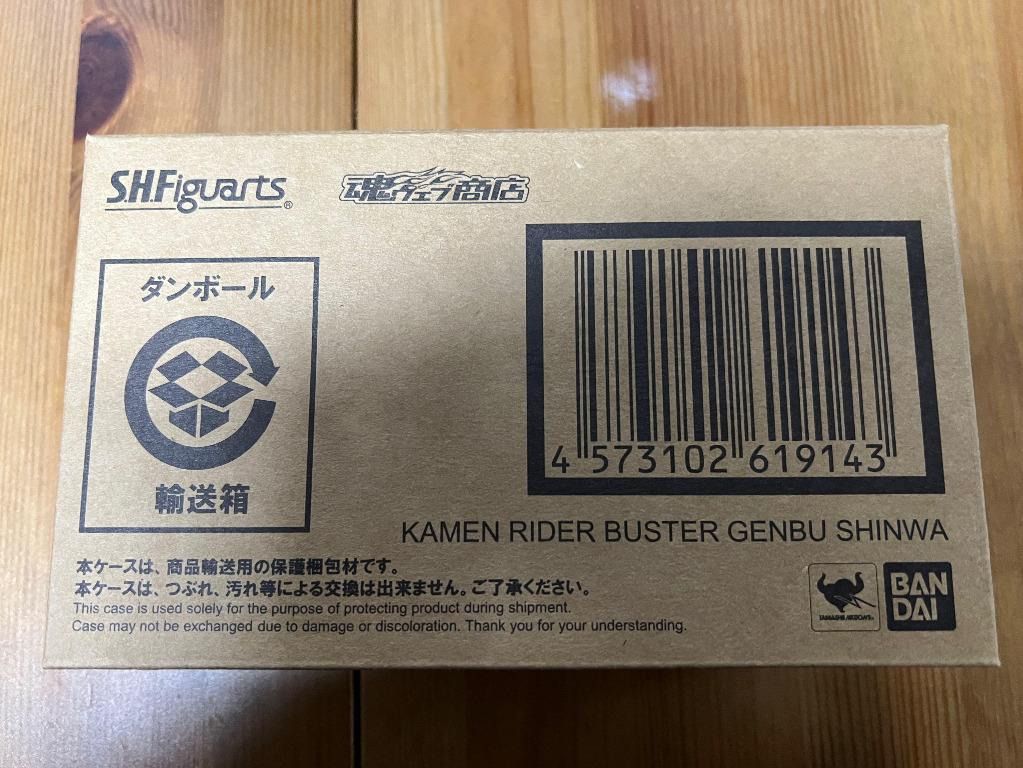 S.H.Figuarts®
魂ウェブ商店
ダンボール
輸送箱
4 573102 619143
KAMEN RIDER BUSTER GENBU SHINWA
本ケースは、商品輸送用の保護梱包材です。
本ケースは、つぶれ、汚れ等による交換は出来ません。ご了承ください。
This case is used solely for the purpose of protecting product during shipment.
Case may not be exchanged due to damage or discoloration. Thank you for your understanding.
TAMASHII NATIONS
BAN
DAI